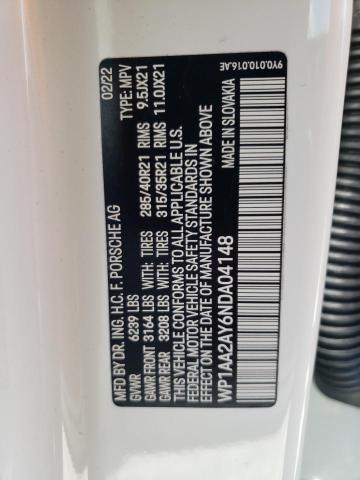 9Y0.010.016.AE
MFD BY DR. ING. H.C. F. PORSCHE AG 02/22
GVWR 6239 LBS TYPE: MPV
GAWR FRONT 3164 LBS WITH: TIRES 285/40R21 RIMS 9.5JX21
GAWR REAR 3208 LBS WITH: TIRES 315/35R21 RIMS 11.0JX21
THIS VEHICLE CONFORMS TO ALL APPLICABLE U.S.
FEDERAL MOTOR VEHICLE SAFETY STANDARDS IN
EFFECT ON THE DATE OF MANUFACTURE SHOWN ABOVE
WP1AA2AY6NDA04148 MADE IN SLOVAKIA